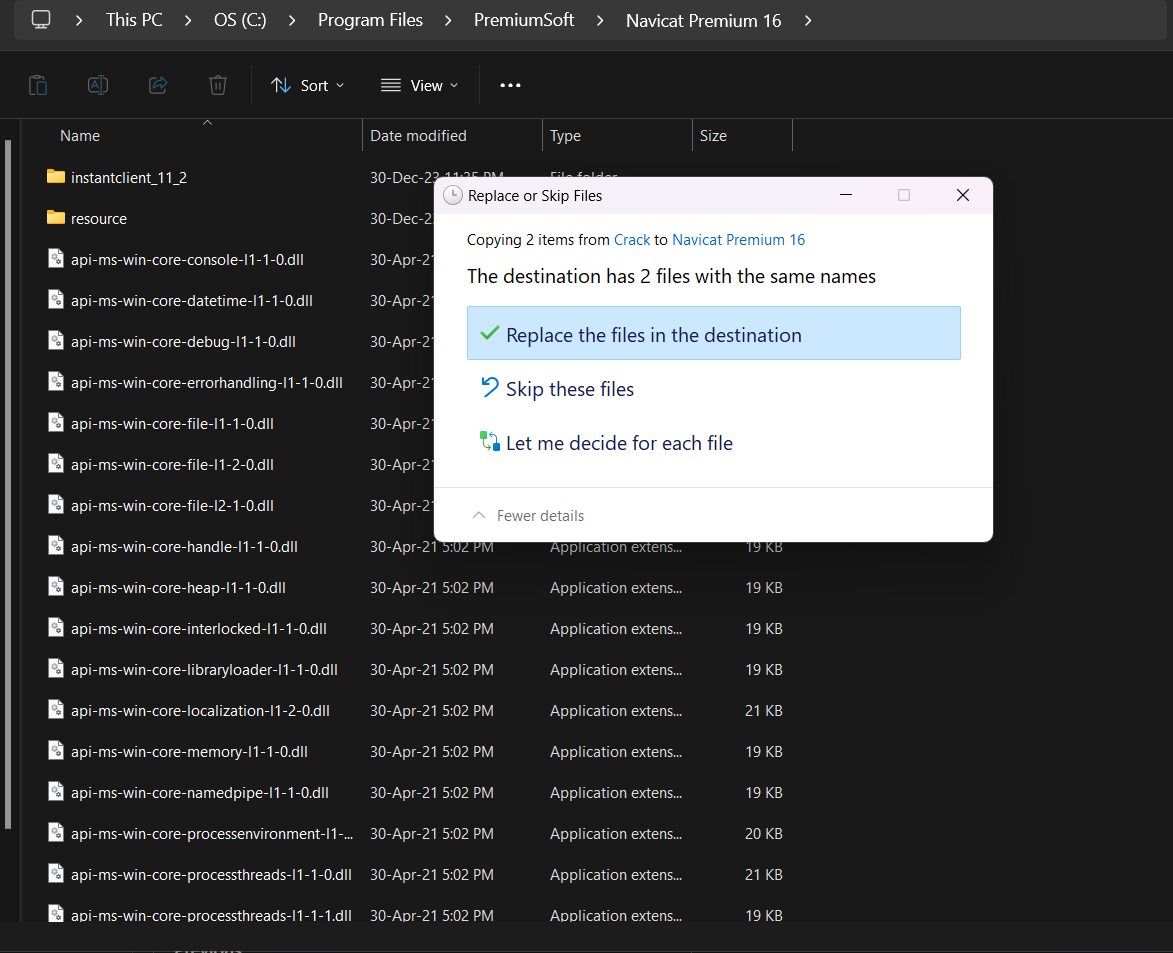 This PC > OS (C:) > Program Files > PremiumSoft > Navicat Premium 16 >
Sort View
Name Date modified Type Size
instantclient_11_2 30-Dec-23 11:35 PM File folder
resource 30-Dec-2
api-ms-win-core-console-l1-1-0.dll 30-Apr-21
api-ms-win-core-datetime-l1-1-0.dll 30-Apr-21
api-ms-win-core-debug-l1-1-0.dll 30-Apr-21
api-ms-win-core-errorhandling-l1-1-0.dll 30-Apr-21
api-ms-win-core-file-l1-1-0.dll 30-Apr-21
api-ms-win-core-file-l1-2-0.dll 30-Apr-21
api-ms-win-core-file-l2-1-0.dll 30-Apr-21
Replace or Skip Files
Copying 2 items from Crack to Navicat Premium 16
The destination has 2 files with the same names
Replace the files in the destination
Skip these files
Let me decide for each file
Fewer details
api-ms-win-core-handle-l1-1-0.dll 30-Apr-21 5:02 PM Application extens... 19 KB
api-ms-win-core-heap-l1-1-0.dll 30-Apr-21 5:02 PM Application extens... 19 KB
api-ms-win-core-interlocked-l1-1-0.dll 30-Apr-21 5:02 PM Application extens... 19 KB
api-ms-win-core-libraryloader-l1-1-0.dll 30-Apr-21 5:02 PM Application extens... 19 KB
api-ms-win-core-localization-l1-2-0.dll 30-Apr-21 5:02 PM Application extens... 21 KB
api-ms-win-core-memory-l1-1-0.dll 30-Apr-21 5:02 PM Application extens... 19 KB
api-ms-win-core-namedpipe-l1-1-0.dll 30-Apr-21 5:02 PM Application extens... 19 KB
api-ms-win-core-processenvironment-l1-... 30-Apr-21 5:02 PM Application extens... 20 KB
api-ms-win-core-processthreads-l1-1-0.dll 30-Apr-21 5:02 PM Application extens... 21 KB
api-ms-win-core-processthreads-l1-1-1.dll 30-Apr-21 5:02 PM Application extens... 19 KB